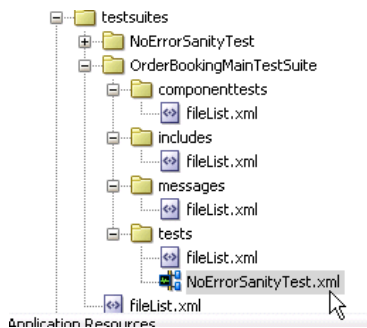 testsuites
NoErrorSanityTest
OrderBookingMainTestSuite
componenttests
fileList.xml
includes
fileList.xml
messages
fileList.xml
tests
fileList.xml
NoErrorSanityTest.xml
fileList.xml
Application Resources